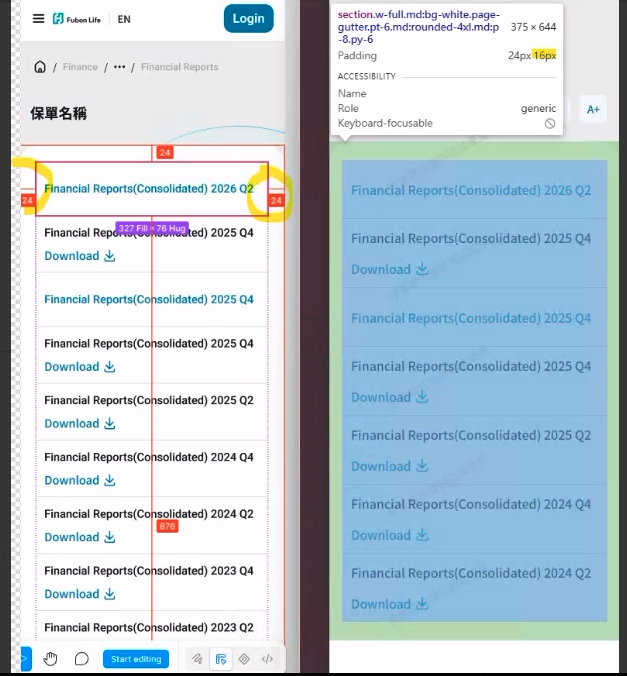 Fubon Life
EN
Login
/ Finance / ••• / Financial Reports
保單名稱
24
Financial Reports(Consolidated) 2026 Q2
24
24
327 Fill × 76 Hug
Financial Reports(Consolidated) 2025 Q4
Download
Financial Reports(Consolidated) 2025 Q4
Financial Reports(Consolidated) 2025 Q4
Download
Financial Reports(Consolidated) 2025 Q2
Download
Financial Reports(Consolidated) 2024 Q4
Download
Financial Reports(Consolidated) 2024 Q2
876
Download
Financial Reports(Consolidated) 2023 Q4
Download
Financial Reports(Consolidated) 2023 Q2
Start editing
section.w-full.md:bg-white.page-
gutter.pt-6.md:rounded-4xl.md:p
-8.py-6
375 × 644
Padding 24px 16px
ACCESSIBILITY
Name
Role generic
Keyboard-focusable
A+
Financial Reports(Consolidated) 2026 Q2
Financial Reports(Consolidated) 2025 Q4
Download
Financial Reports(Consolidated) 2025 Q4
Financial Reports(Consolidated) 2025 Q4
Download
Financial Reports(Consolidated) 2025 Q2
Download
Financial Reports(Consolidated) 2024 Q4
Download
Financial Reports(Consolidated) 2024 Q2
Download